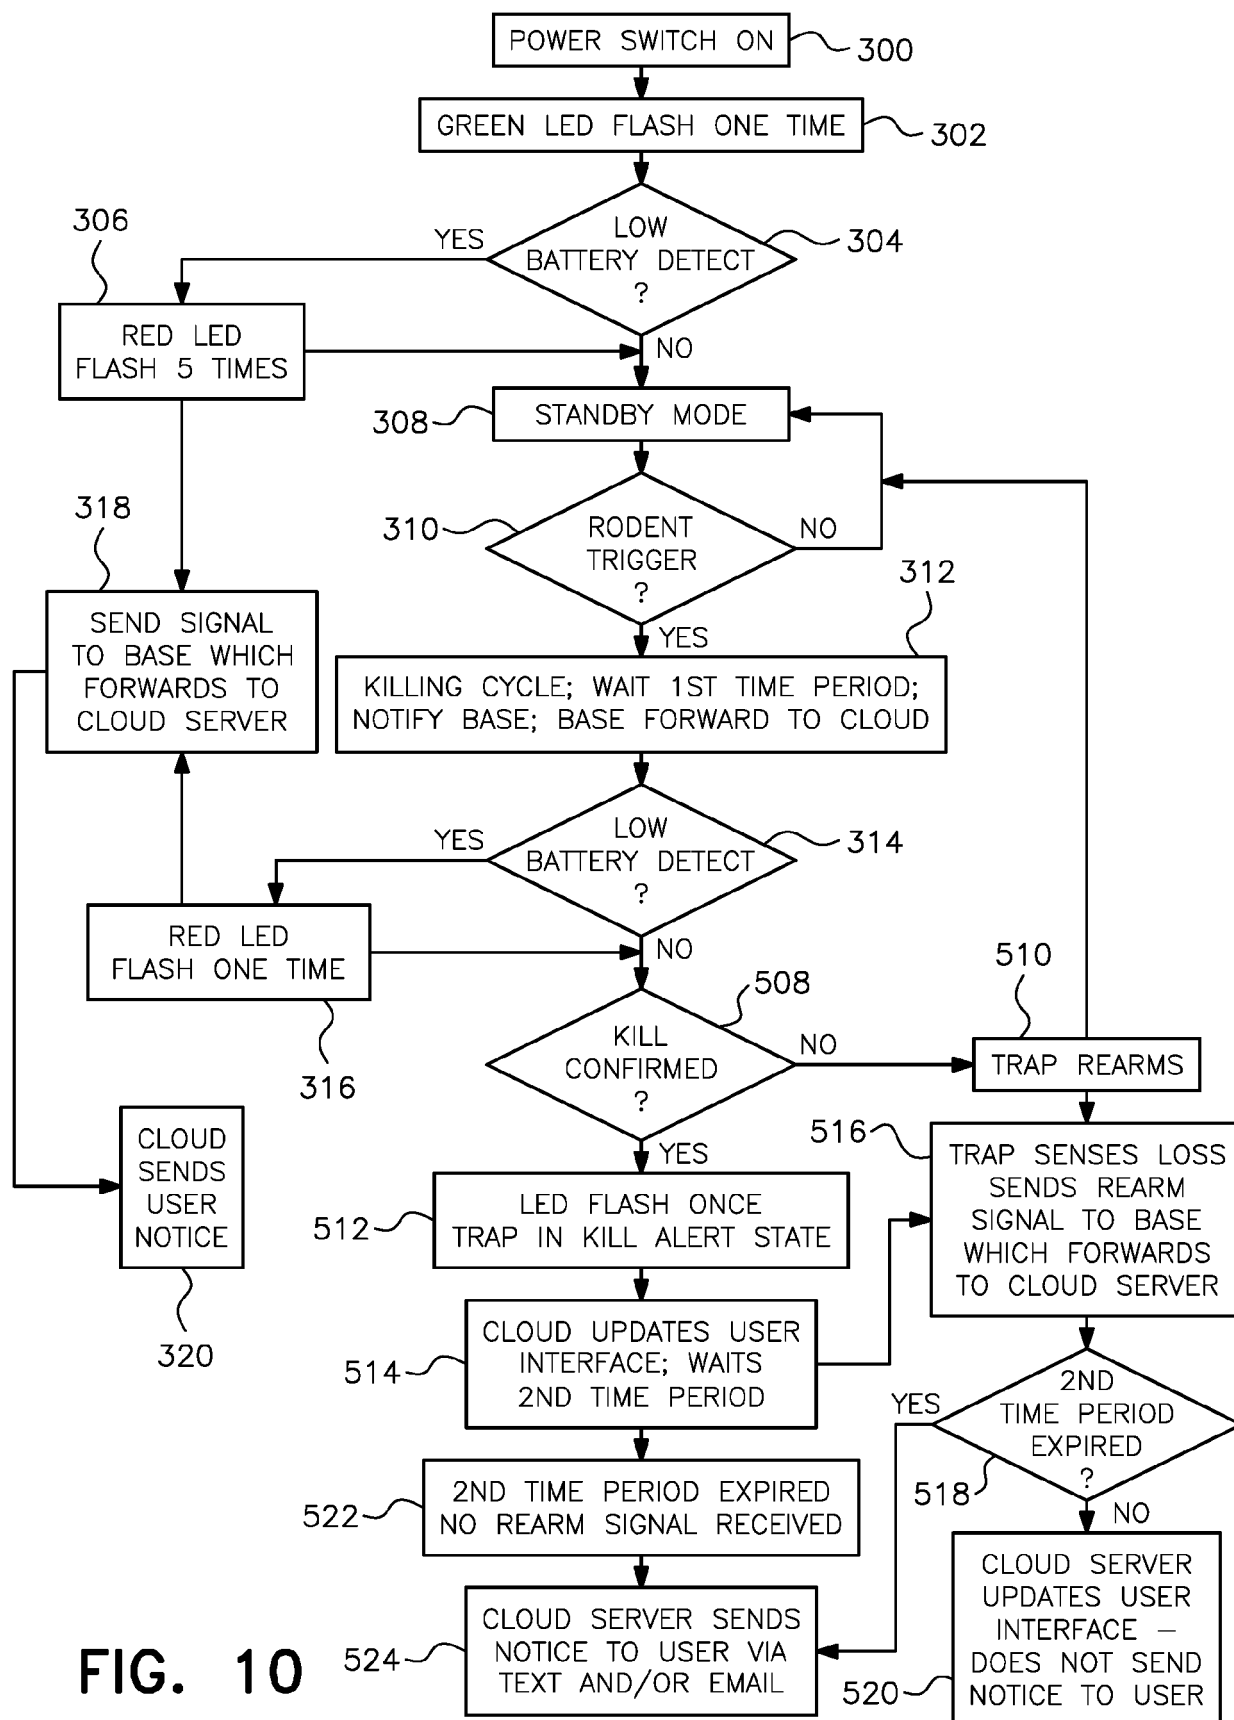 POWER SWITCH ON
300
GREEN LED FLASH ONE TIME
302
306
YES
LOW
BATTERY DETECT
?
304
RED LED
FLASH 5 TIMES
NO
308
STANDBY MODE
318
310
RODENT
TRIGGER
?
NO
312
SEND SIGNAL
TO BASE WHICH
FORWARDS TO
CLOUD SERVER
YES
KILLING CYCLE; WAIT 1ST TIME PERIOD;
NOTIFY BASE; BASE FORWARD TO CLOUD
YES
LOW
BATTERY DETECT
?
314
RED LED
FLASH ONE TIME
NO
316
508
510
KILL
CONFIRMED
?
NO
TRAP REARMS
CLOUD
SENDS
USER
NOTICE
320
YES
516
TRAP SENSES LOSS
SENDS REARM
SIGNAL TO BASE
WHICH FORWARDS
TO CLOUD SERVER
512
LED FLASH ONCE
TRAP IN KILL ALERT STATE
514
CLOUD UPDATES USER
INTERFACE; WAITS
2ND TIME PERIOD
YES
2ND
TIME PERIOD
EXPIRED
?
518
NO
522
2ND TIME PERIOD EXPIRED
NO REARM SIGNAL RECEIVED
524
CLOUD SERVER SENDS
NOTICE TO USER VIA
TEXT AND/OR EMAIL
CLOUD SERVER
UPDATES USER
INTERFACE –
DOES NOT SEND
NOTICE TO USER
520
FIG. 10